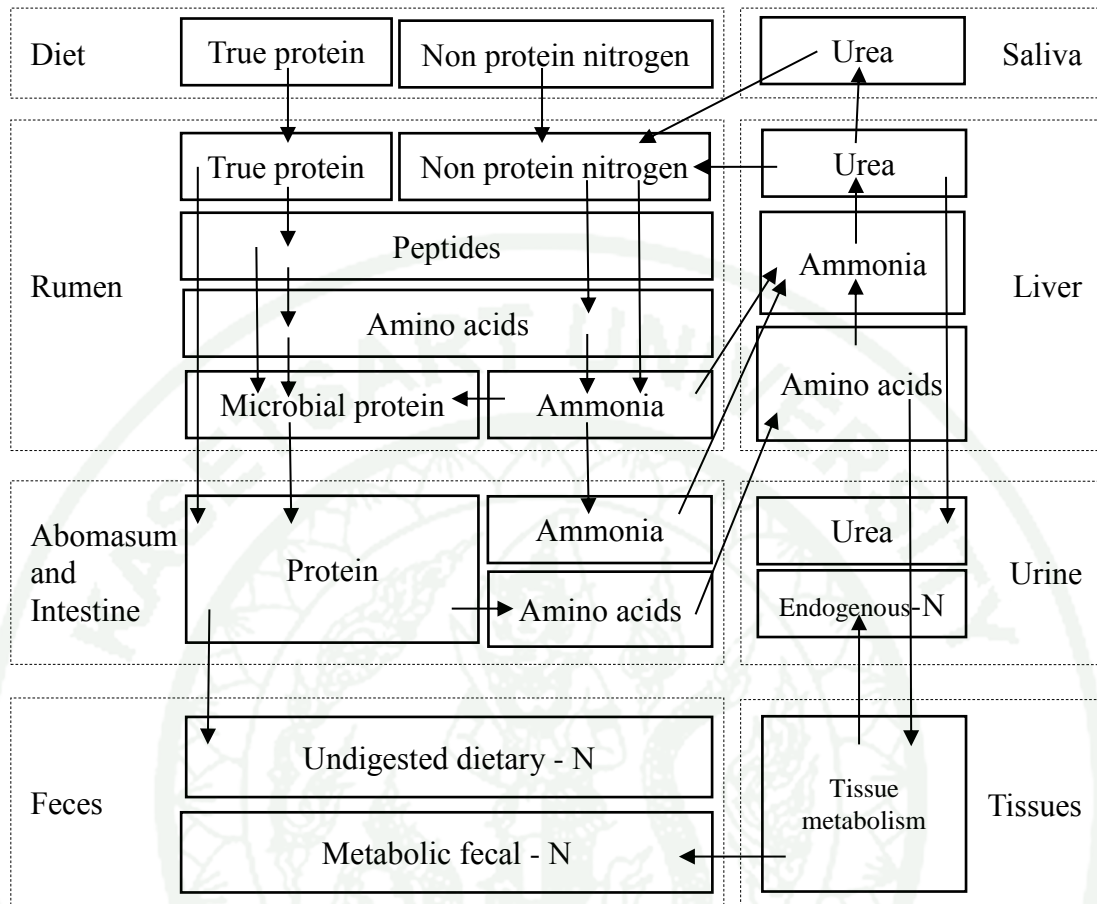 Diet
True protein
Non protein nitrogen
Urea
Saliva
Rumen
True protein
Non protein nitrogen
Peptides
Amino acids
Microbial protein
Ammonia
Urea
Ammonia
Amino acids
Liver
Abomasum
and
Intestine
Protein
Ammonia
Amino acids
Urea
Endogenous-N
Urine
Feces
Undigested dietary - N
Metabolic fecal - N
Tissue
metabolism
Tissues
KASETSART UNIVERSITY